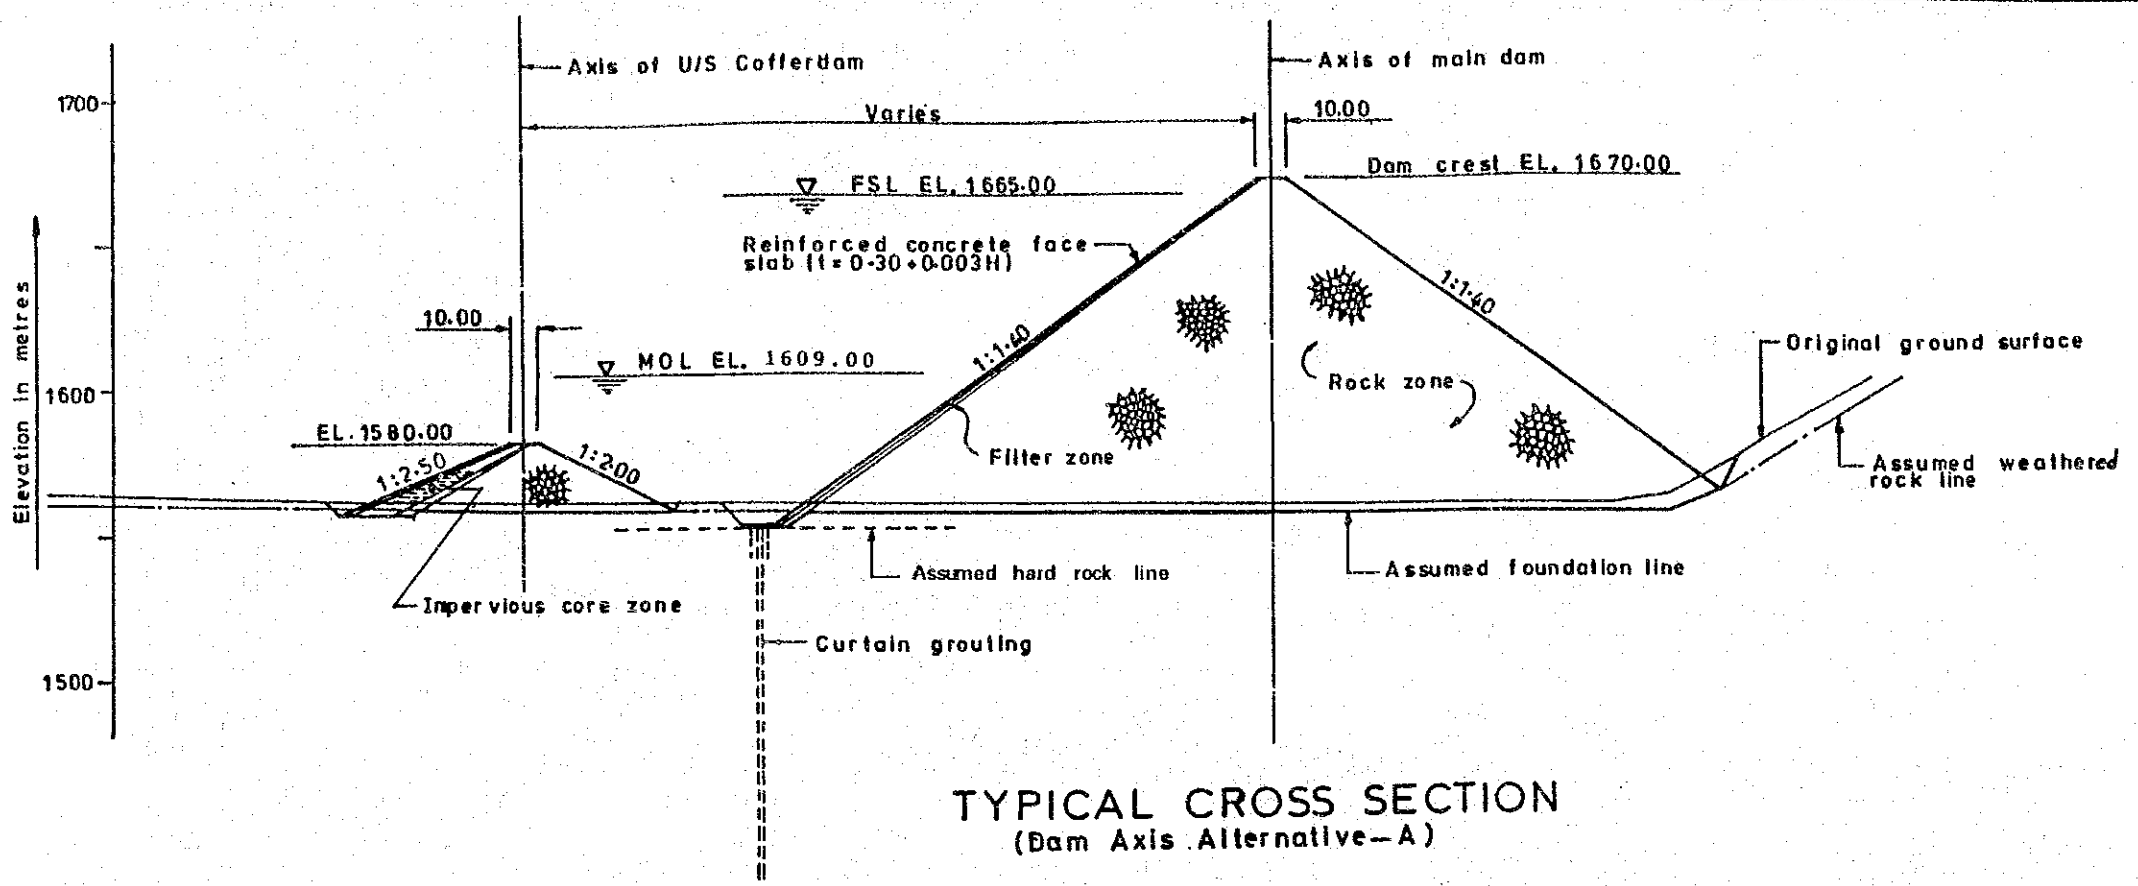 Axis of U/S Cofferdam
Axis of main dam
1700
Varies
10.00
Dam crest EL. 1670.00
FSL EL. 1665.00
Reinforced concrete face
slab (t = 0.30+0.003H)
1:1.40
1:1.40
10.00
MOL EL. 1609.00
Original ground surface
Elevation in metres
1600
Rock zone
EL. 1580.00
1:2.50
1:2.00
Filter zone
Assumed weathered
rock line
Assumed hard rock line
Assumed foundation line
Impervious core zone
Curtain grouting
1500
TYPICAL CROSS SECTION
(Dam Axis Alternative-A)